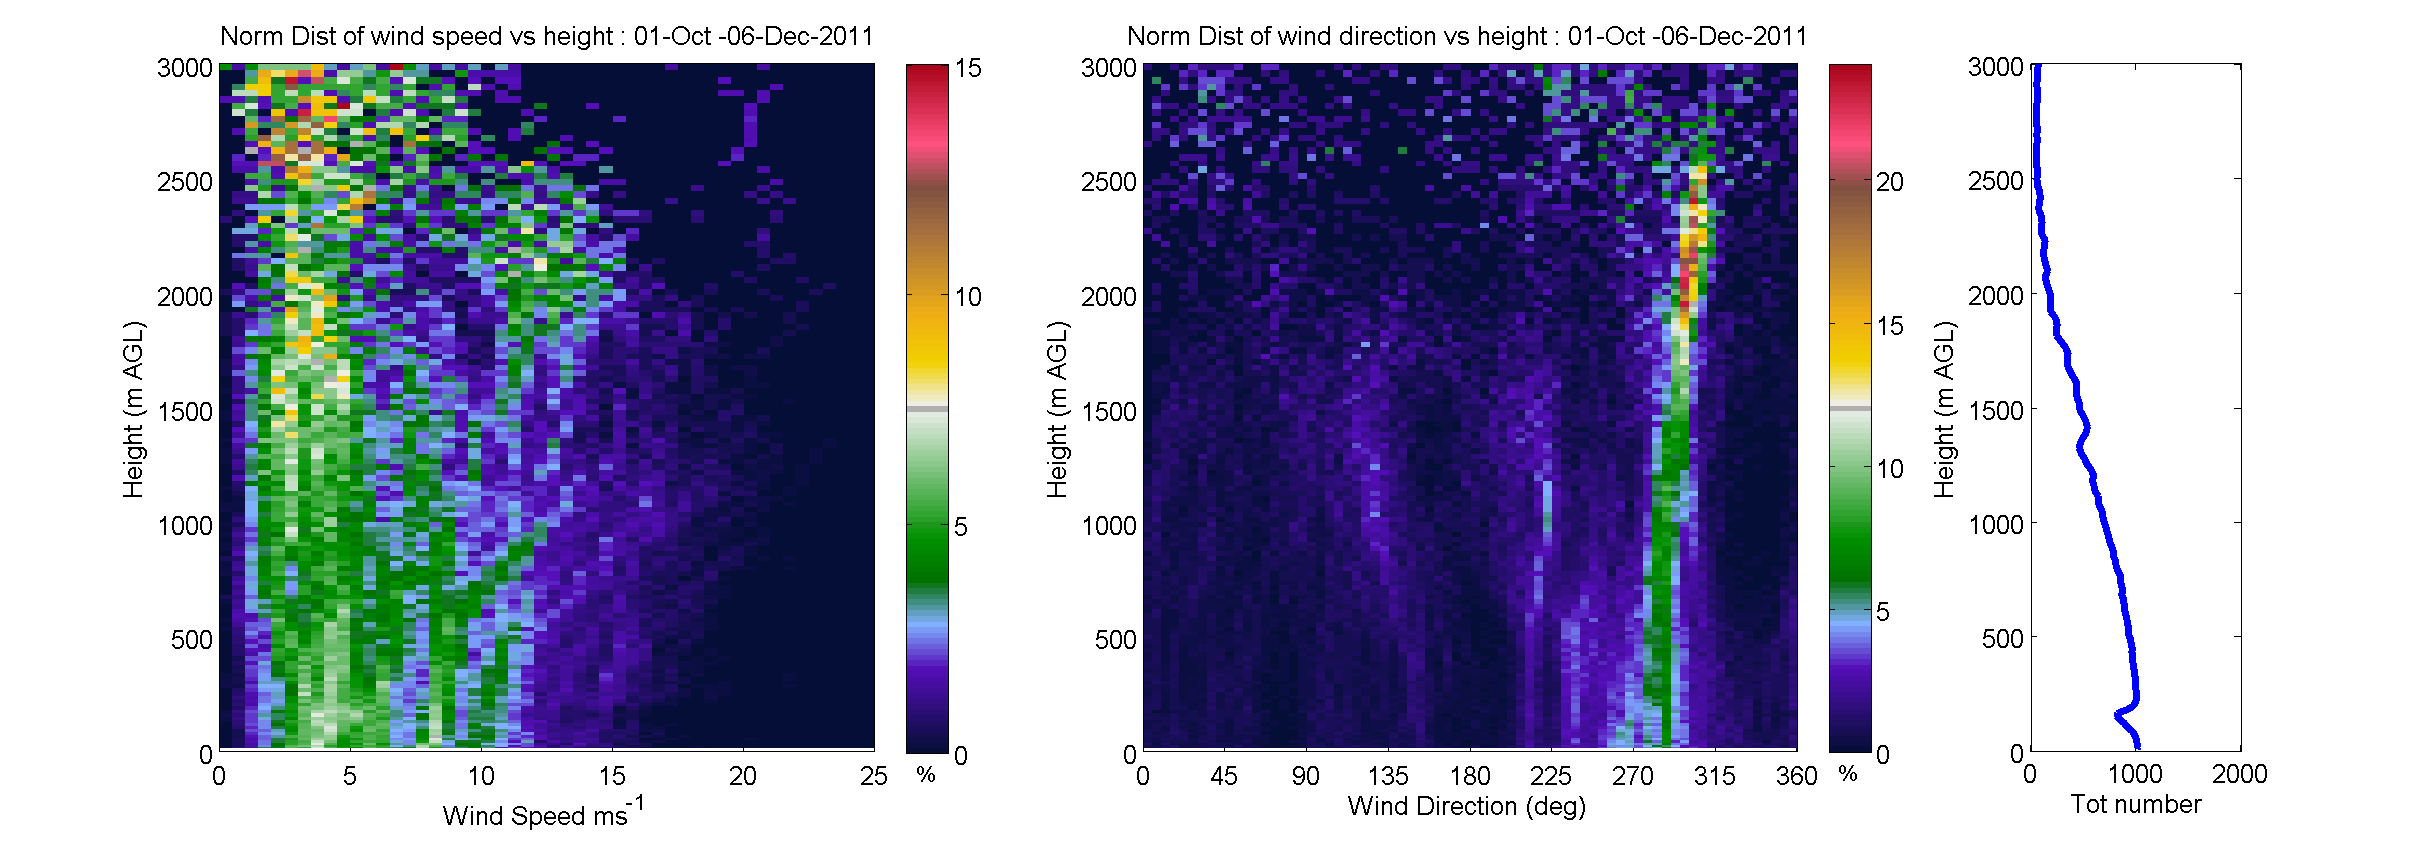 Norm Dist of wind speed vs height : 01-Oct -06-Dec-2011
3000
2500
2000
1500
1000
500
0
Height (m AGL)
0 5 10 15 20 25
Wind Speed ms-1
15
10
5
0
%
Norm Dist of wind direction vs height : 01-Oct -06-Dec-2011
3000
2500
2000
1500
1000
500
0
Height (m AGL)
0 45 90 135 180 225 270 315 360
Wind Direction (deg)
20
15
10
5
0
%
3000
2500
2000
1500
1000
500
0
Height (m AGL)
0 1000 2000
Tot number